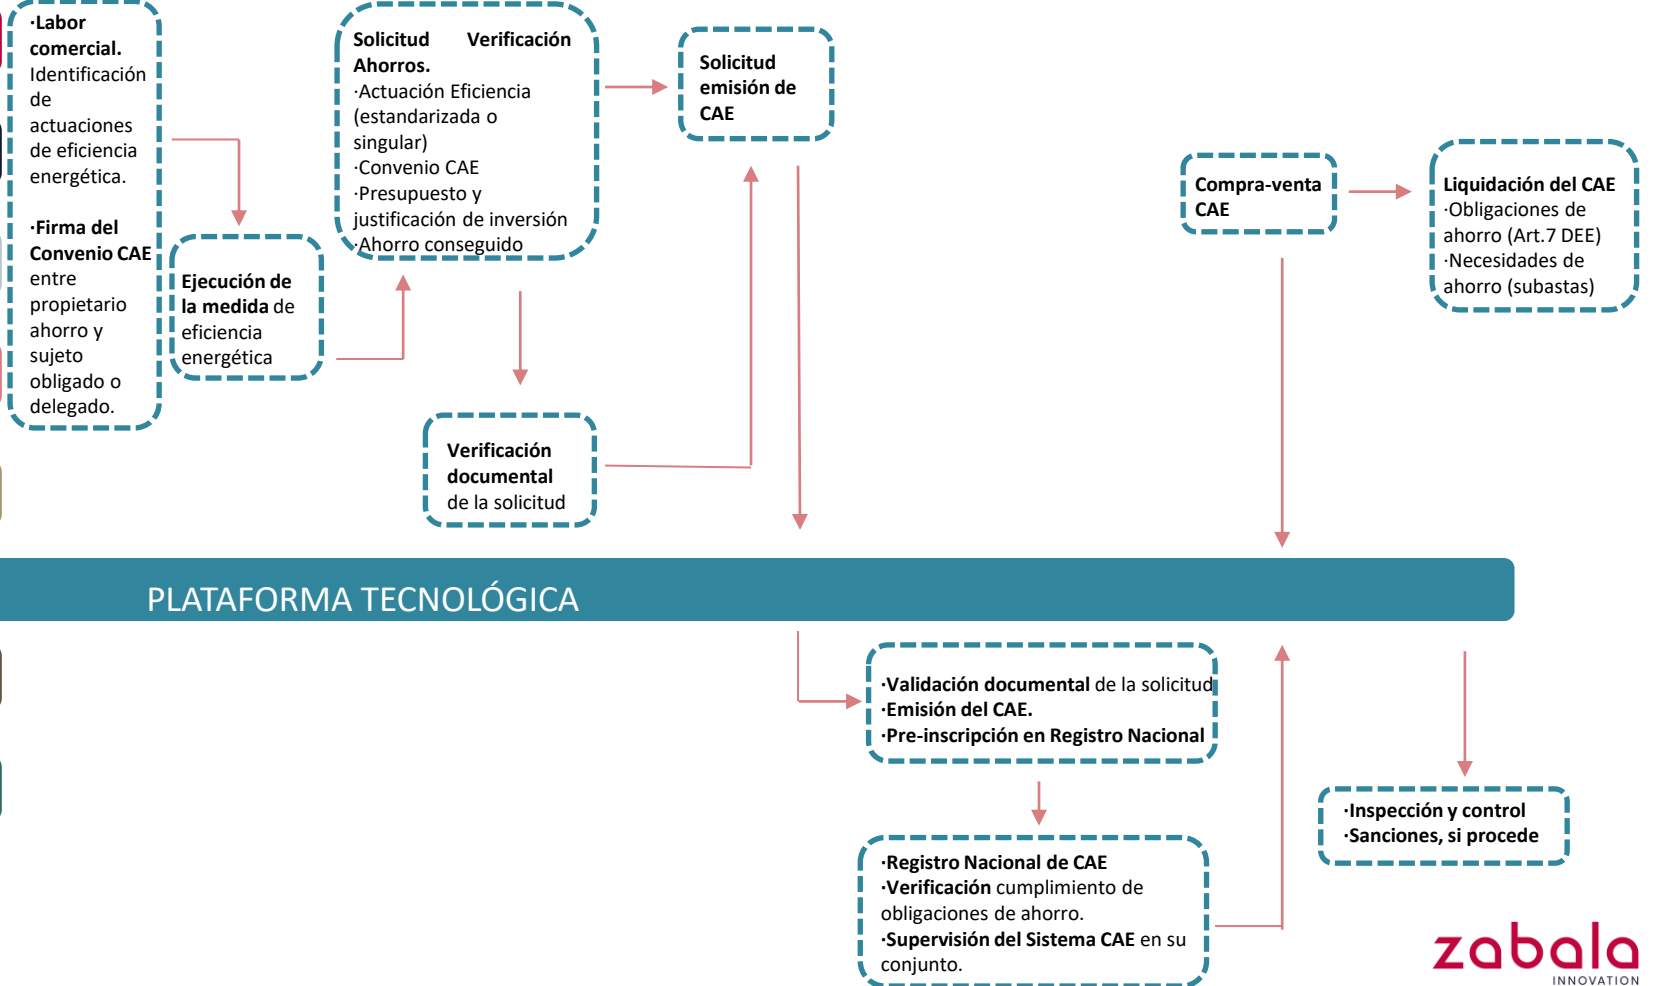 ·Labor
comercial.
Identificación
de
actuaciones
de eficiencia
energética.
·Firma del
Convenio CAE
entre
propietario
ahorro y
sujeto
obligado o
delegado.
Ejecución de
la medida de
eficiencia
energética
Solicitud Verificación
Ahorros.
·Actuación Eficiencia
(estandarizada o
singular)
·Convenio CAE
·Presupuesto y
justificación de inversión
·Ahorro conseguido
Verificación
documental
de la solicitud
Solicitud
emisión de
CAE
Compra-venta
CAE
Liquidación del CAE
·Obligaciones de
ahorro (Art.7 DEE)
·Necesidades de
ahorro (subastas)
PLATAFORMA TECNOLÓGICA
·Validación documental de la solicitud
·Emisión del CAE.
·Pre-inscripción en Registro Nacional
·Registro Nacional de CAE
·Verificación cumplimiento de
obligaciones de ahorro.
·Supervisión del Sistema CAE en su
conjunto.
·Inspección y control
·Sanciones, si procede
zabala
INNOVATION